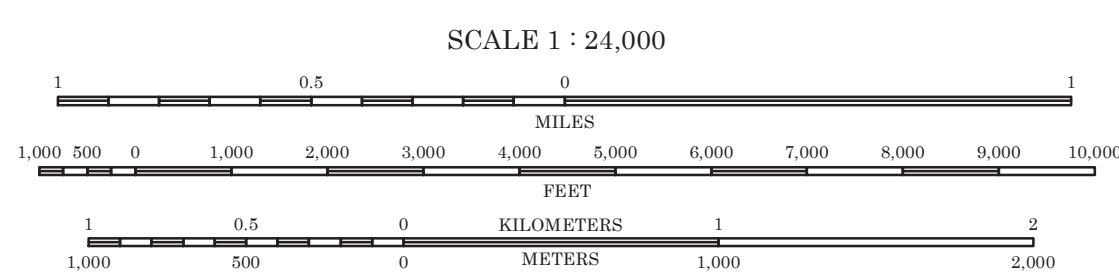 SCALE 1 : 24,000
1 0.5 0 1
MILES
1,000 500 0 1,000 2,000 3,000 4,000 5,000 6,000 7,000 8,000 9,000 10,000
FEET
1 0.5 0 KILOMETERS 1 2
1,000 500 0 METERS 1,000 2,000